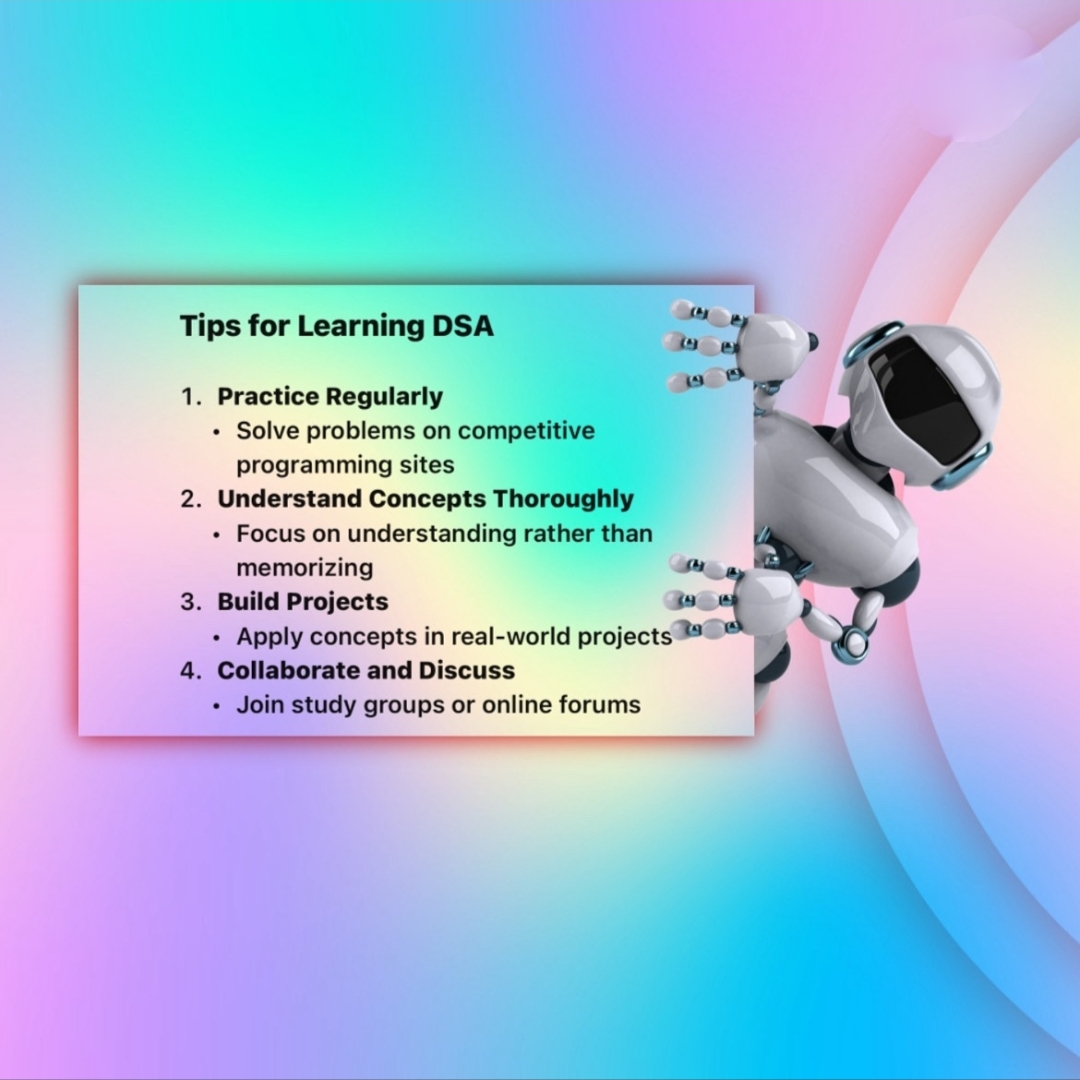 Tips for Learning DSA
1. Practice Regularly
• Solve problems on competitive
programming sites
2. Understand Concepts Thoroughly
• Focus on understanding rather than
memorizing
3. Build Projects
• Apply concepts in real-world projects
4. Collaborate and Discuss
• Join study groups or online forums